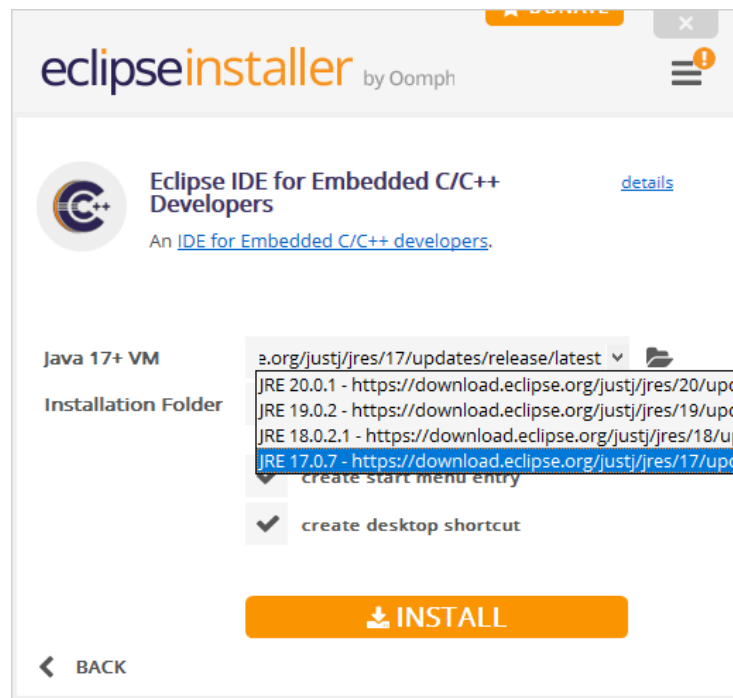 DONATE
eclipseinstaller by Oomph
Eclipse IDE for Embedded C/C++
Developers
details
An IDE for Embedded C/C++ developers.
Java 17+ VM
e.org/justj/jres/17/updates/release/latest
JRE 20.0.1 - https://download.eclipse.org/justj/jres/20/upd
JRE 19.0.2 - https://download.eclipse.org/justj/jres/19/upd
Installation Folder
JRE 18.0.2.1 - https://download.eclipse.org/justj/jres/18/up
JRE 17.0.7 - https://download.eclipse.org/justj/jres/17/upd
create start menu entry
create desktop shortcut
INSTALL
BACK